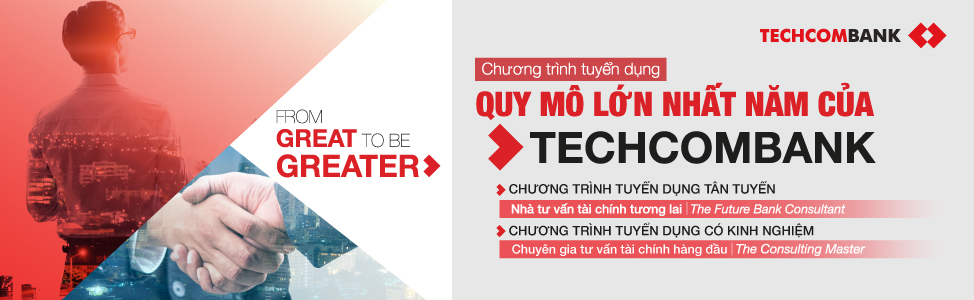 FROM
GREAT TO BE
GREATER
TECHCOMBANK
Chương trình tuyển dụng
QUY MÔ LỚN NHẤT NĂM CỦA
TECHCOMBANK
CHƯƠNG TRÌNH TUYỂN DỤNG TÂN TUYỂN
Nhà tư vấn tài chính tương lai | The Future Bank Consultant
CHƯƠNG TRÌNH TUYỂN DỤNG CÓ KINH NGHIỆM
Chuyên gia tư vấn tài chính hàng đầu | The Consulting Master